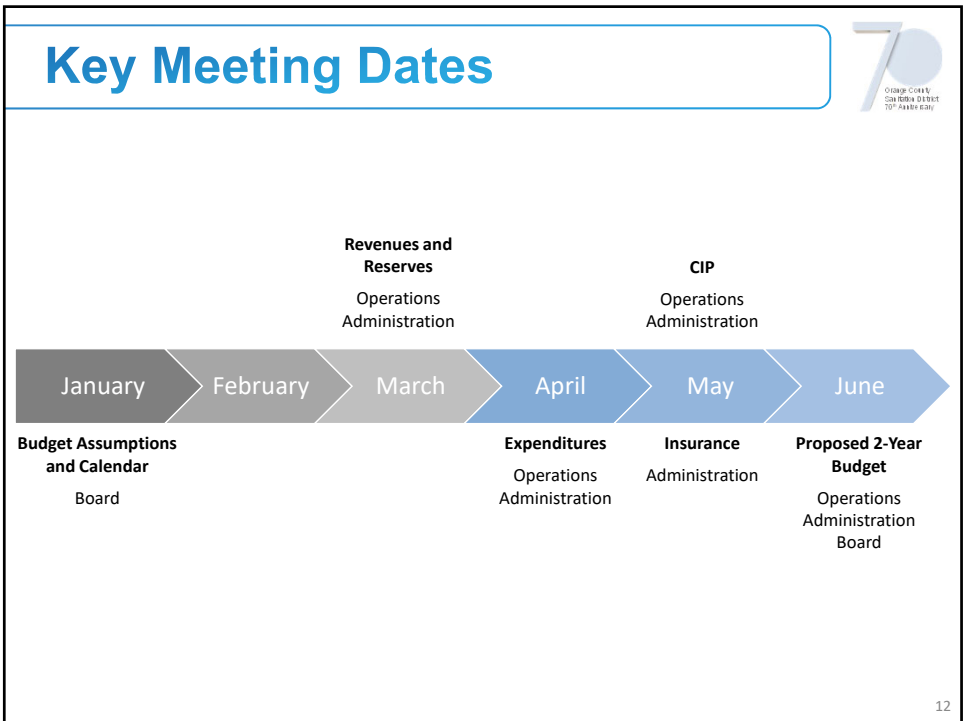 Key Meeting Dates
70
Orange County
Sanitation District
70th Anniversary
Revenues and
Reserves
Operations
Administration
CIP
Operations
Administration
January
February
March
April
May
June
Budget Assumptions
and Calendar
Board
Expenditures
Operations
Administration
Insurance
Administration
Proposed 2-Year
Budget
Operations
Administration
Board
12